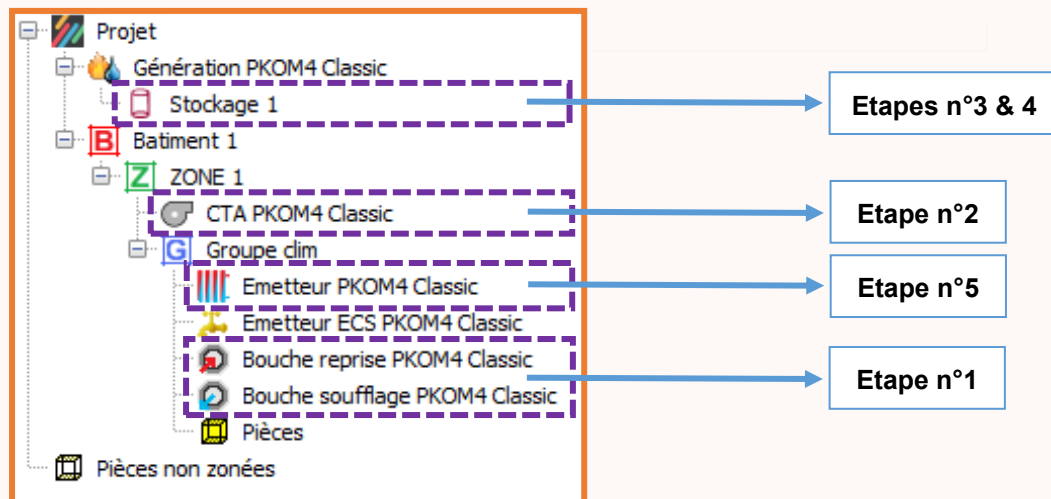 Projet
Génération PKOM4 Classic
Stockage 1
Etapes n°3 & 4
B Batiment 1
Z ZONE 1
CTA PKOM4 Classic
Etape n°2
G Groupe clim
Emetteur PKOM4 Classic
Etape n°5
Emetteur ECS PKOM4 Classic
Bouche reprise PKOM4 Classic
Etape n°1
Bouche soufflage PKOM4 Classic
Pièces
Pièces non zonées